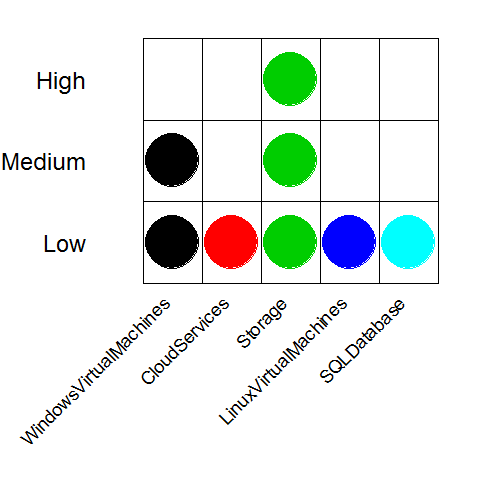 High
Medium
Low
WindowsVirtualMachines
CloudServices
Storage
LinuxVirtualMachines
SQLDatabase